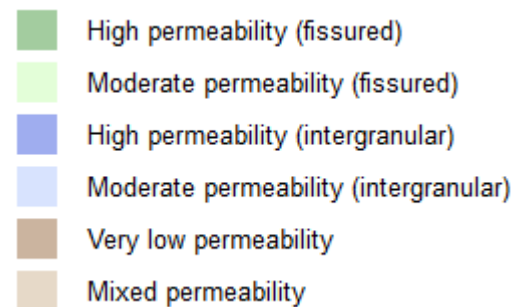 High permeability (fissured)
Moderate permeability (fissured)
High permeability (intergranular)
Moderate permeability (intergranular)
Very low permeability
Mixed permeability